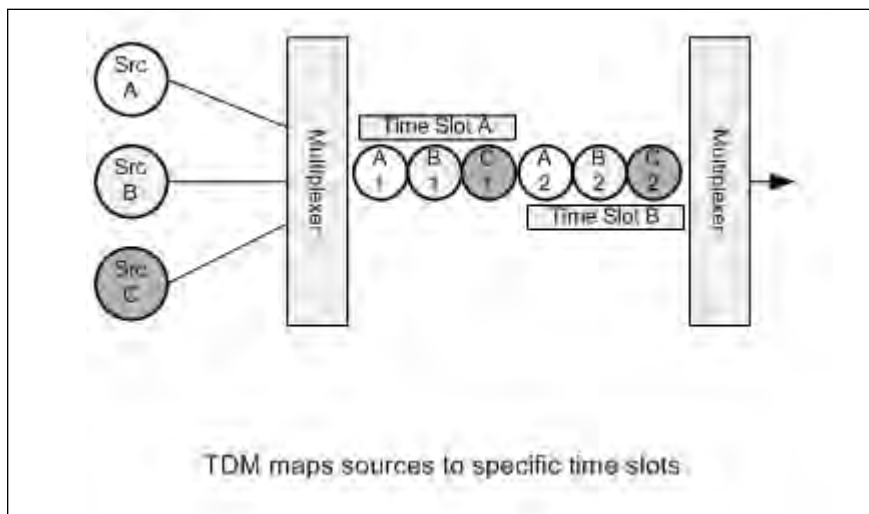 Src
A
Src
B
Src
C
Multiplexer
Time Slot A
A
1
B
1
C
1
A
2
B
2
C
2
Time Slot B
Multiplexer
TDM maps sources to specific time slots